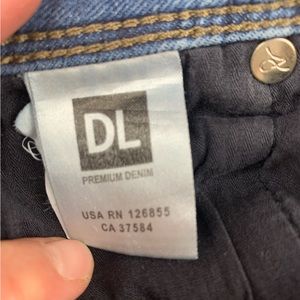 DL
PREMIUM DENIM
USA RN 126855
CA 37584